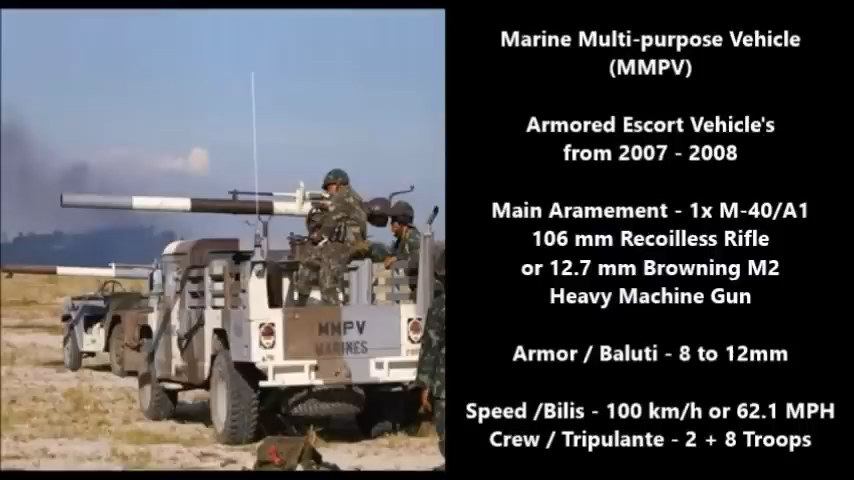 Marine Multi-purpose Vehicle
(MMPV)
Armored Escort Vehicle's
from 2007 - 2008
Main Aramement - 1x M-40/A1
106 mm Recoilless Rifle
or 12.7 mm Browning M2
Heavy Machine Gun
Armor / Baluti - 8 to 12mm
Speed /Bilis - 100 km/h or 62.1 MPH
Crew / Tripulante - 2 + 8 Troops
MMPV
MARINES